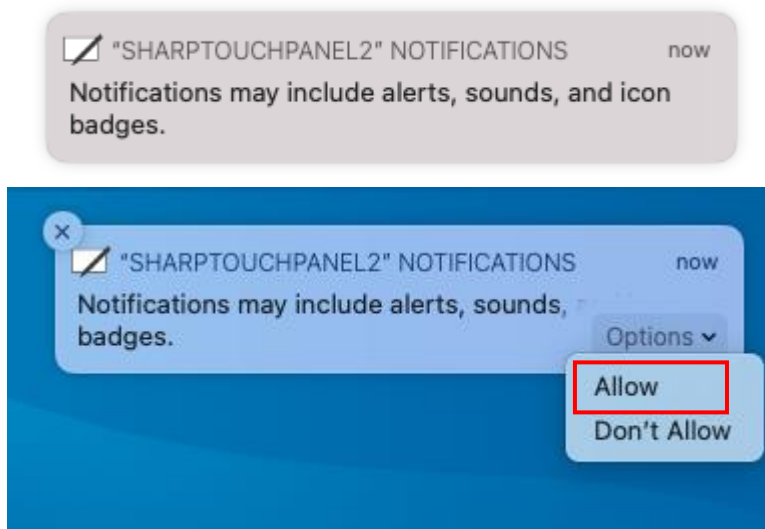 "SHARPTOUCHPANEL2" NOTIFICATIONS now
Notifications may include alerts, sounds, and icon
badges.
"SHARPTOUCHPANEL2" NOTIFICATIONS now
Notifications may include alerts, sounds,
badges.
Options
Allow
Don't Allow